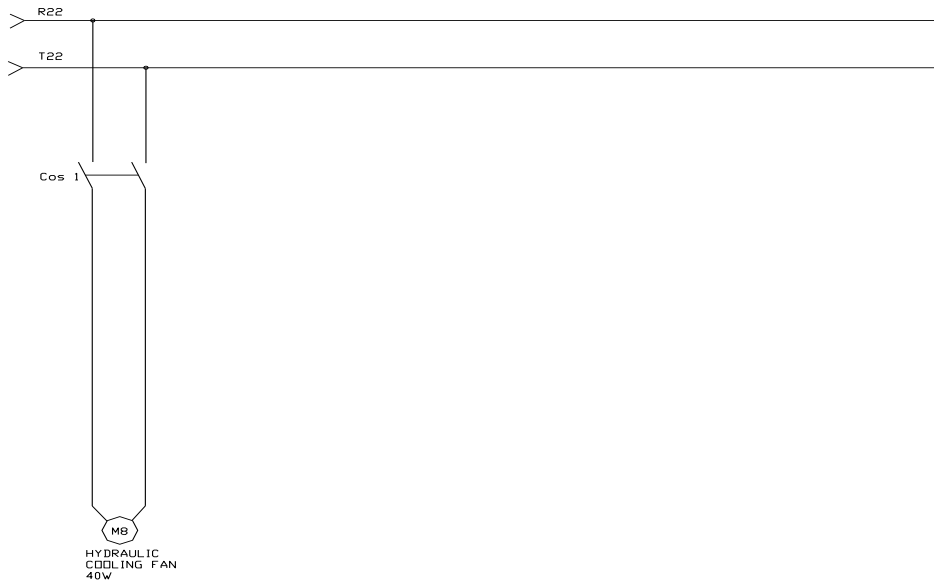 R22
T22
Cos 1
M8
HYDRAULIC
COOLING FAN
40W